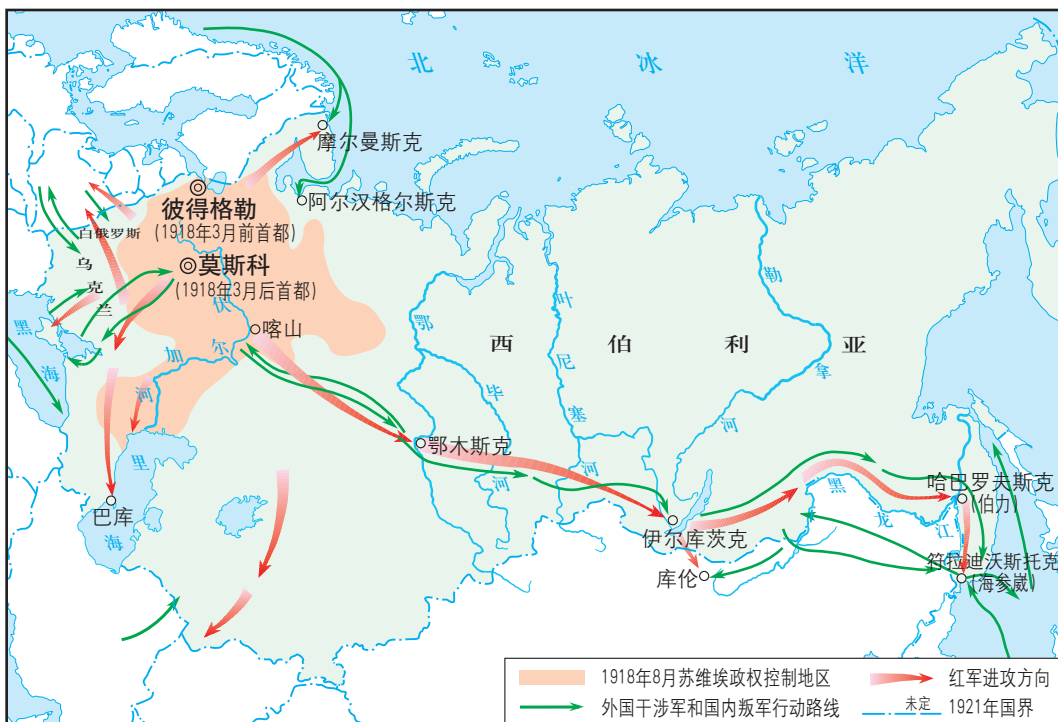 北 冰 洋
摩尔曼斯克
阿尔汉格尔斯克
彼得格勒
(1918年3月前首都)
白俄罗斯
莫斯科
(1918年3月后首都)
乌克兰
黑海
喀山
伏尔加河
里海
巴库
西 伯 利 亚
鄂毕河
叶尼塞河
勒拿河
鄂木斯克
伊尔库茨克
库伦
黑龙江
哈巴罗夫斯克
(伯力)
符拉迪沃斯托克
(海参崴)
1918年8月苏维埃政权控制地区
红军进攻方向
外国干涉军和国内叛军行动路线
未定
1921年国界